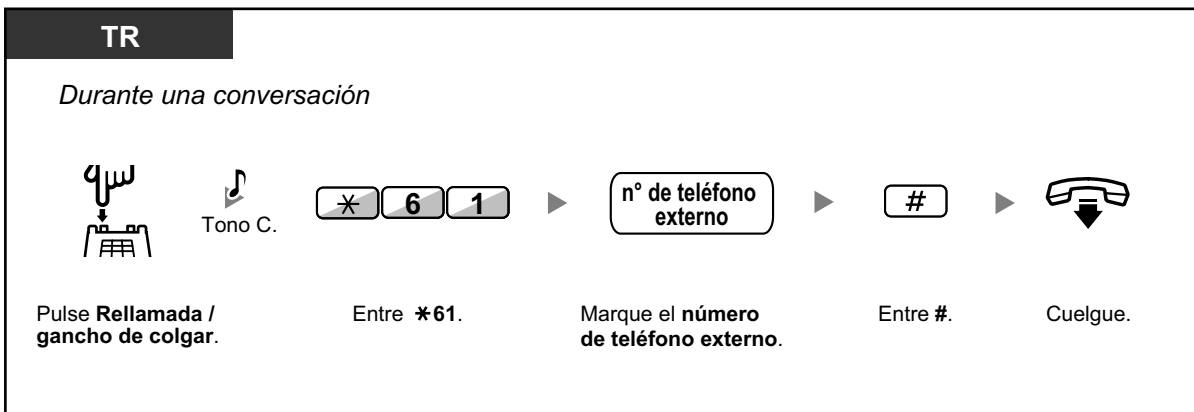 TR
Durante una conversación
Tono C.
* 6 1
n° de teléfono
externo
#
Pulse Rellamada /
gancho de colgar.
Entre *61.
Marque el número
de teléfono externo.
Entre #.
Cuelgue.